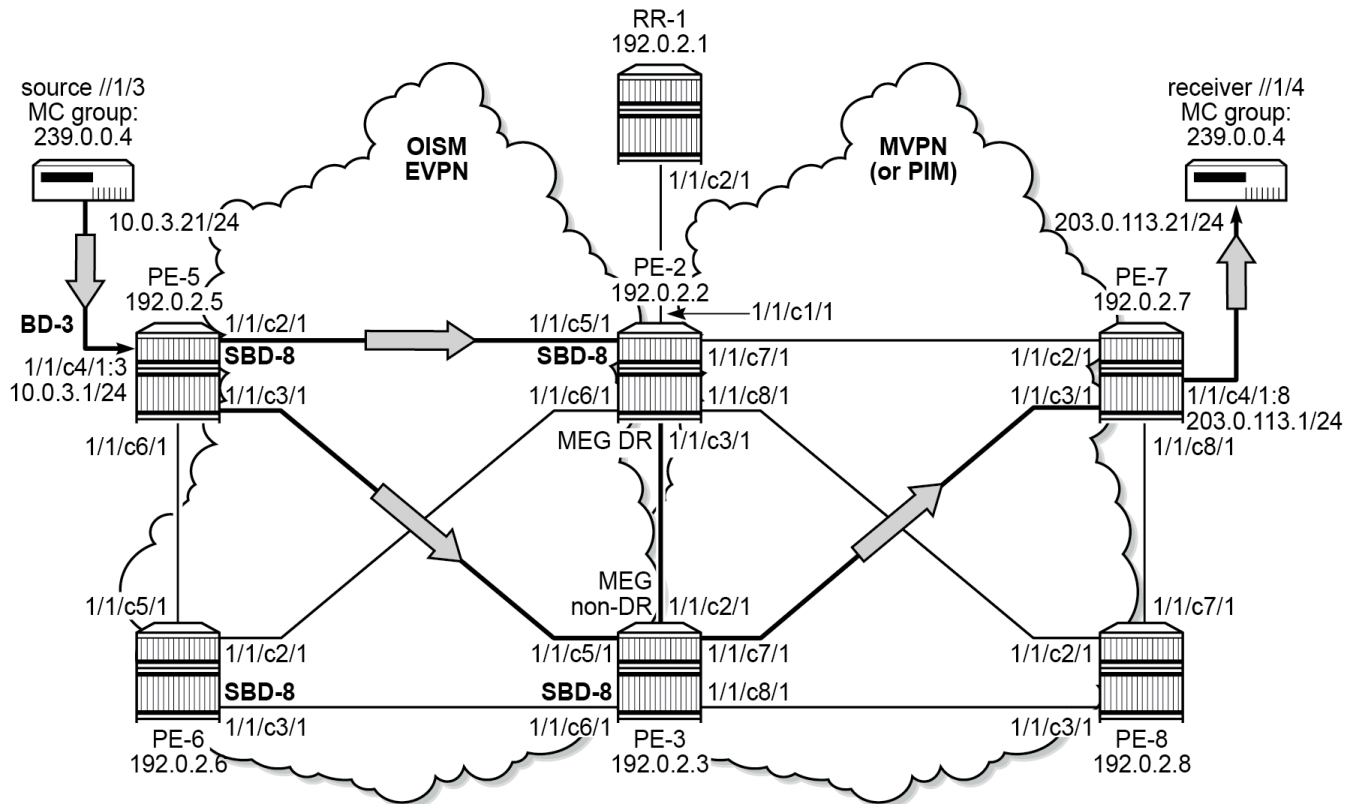 RR-1
192.0.2.1
source //1/3
MC group:
239.0.0.4
receiver //1/4
MC group:
239.0.0.4
OISM
EVPN
MVPN
(or PIM)
1/1/c2/1
10.0.3.21/24
203.0.113.21/24
PE-5
192.0.2.5
PE-2
192.0.2.2
PE-7
192.0.2.7
BD-3
1/1/c1/1
1/1/c2/1
1/1/c5/1
1/1/c4/1:3
10.0.3.1/24
SBD-8
SBD-8
1/1/c7/1
1/1/c2/1
1/1/c3/1
1/1/c6/1
1/1/c8/1
1/1/c3/1
1/1/c4/1:8
203.0.113.1/24
1/1/c6/1
MEG DR
1/1/c3/1
1/1/c8/1
MEG
non-DR
1/1/c5/1
1/1/c2/1
1/1/c7/1
1/1/c2/1
1/1/c5/1
1/1/c7/1
1/1/c2/1
SBD-8
SBD-8
1/1/c8/1
1/1/c3/1
1/1/c6/1
1/1/c3/1
PE-6
192.0.2.6
PE-3
192.0.2.3
PE-8
192.0.2.8